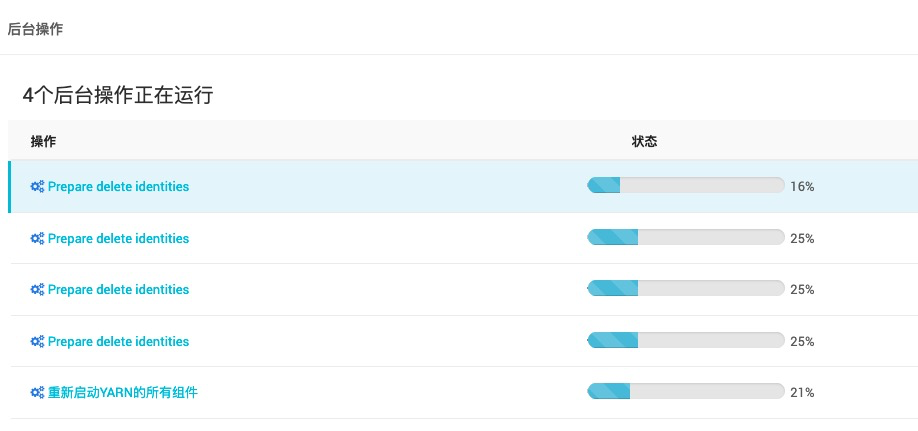 后台操作
4个后台操作正在运行
操作 状态
Prepare delete identities 16%
Prepare delete identities 25%
Prepare delete identities 25%
Prepare delete identities 25%
重新启动YARN的所有组件 21%